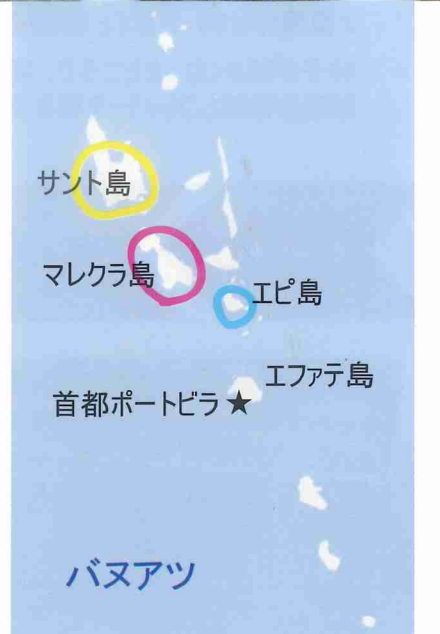 サント島
マレクラ島
エピ島
エファテ島
首都ポートビラ★
バヌアツ